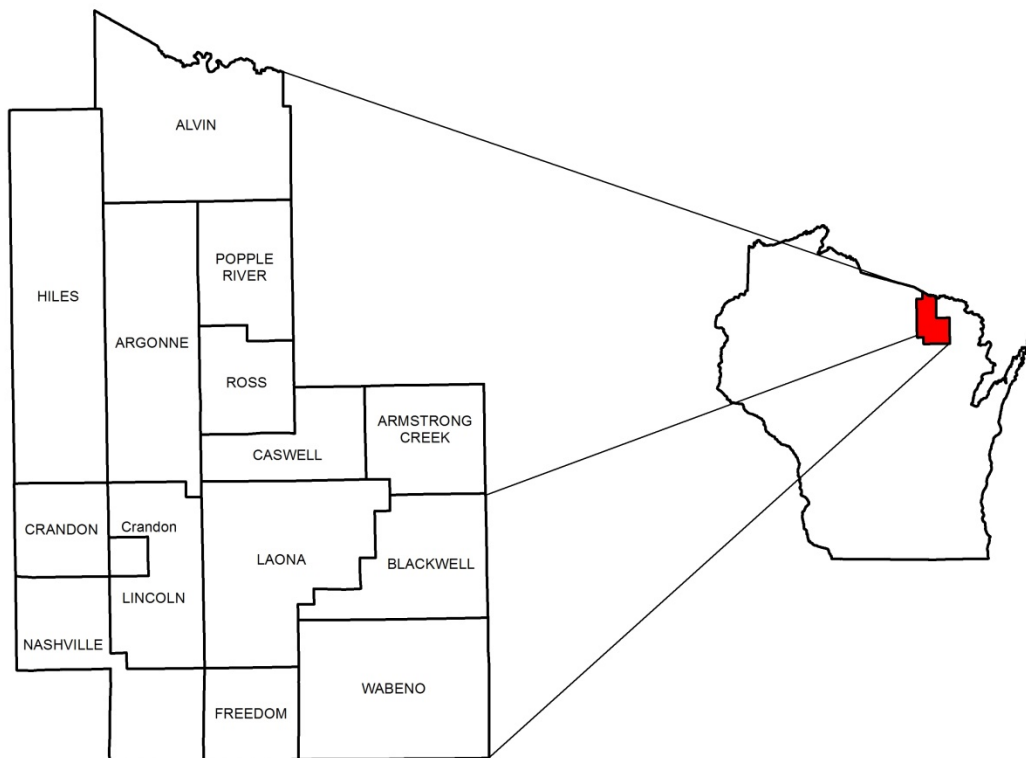 ALVIN
POPPLE
RIVER
HILES
ARGONNE
ROSS
ARMSTRONG
CREEK
CASWELL
CRANDON
Crandon
LAONA
BLACKWELL
LINCOLN
NASHVILLE
WABENO
FREEDOM